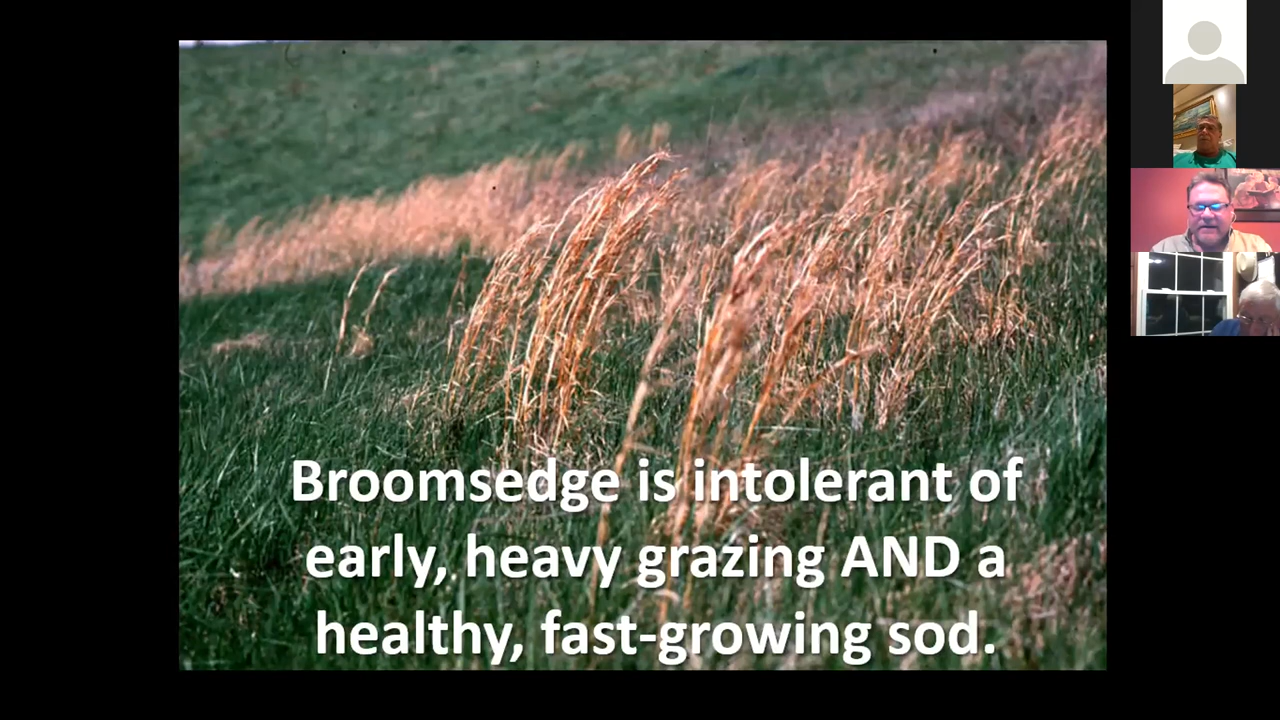 Broomsedge is intolerant of
early, heavy grazing AND a
healthy, fast-growing sod.